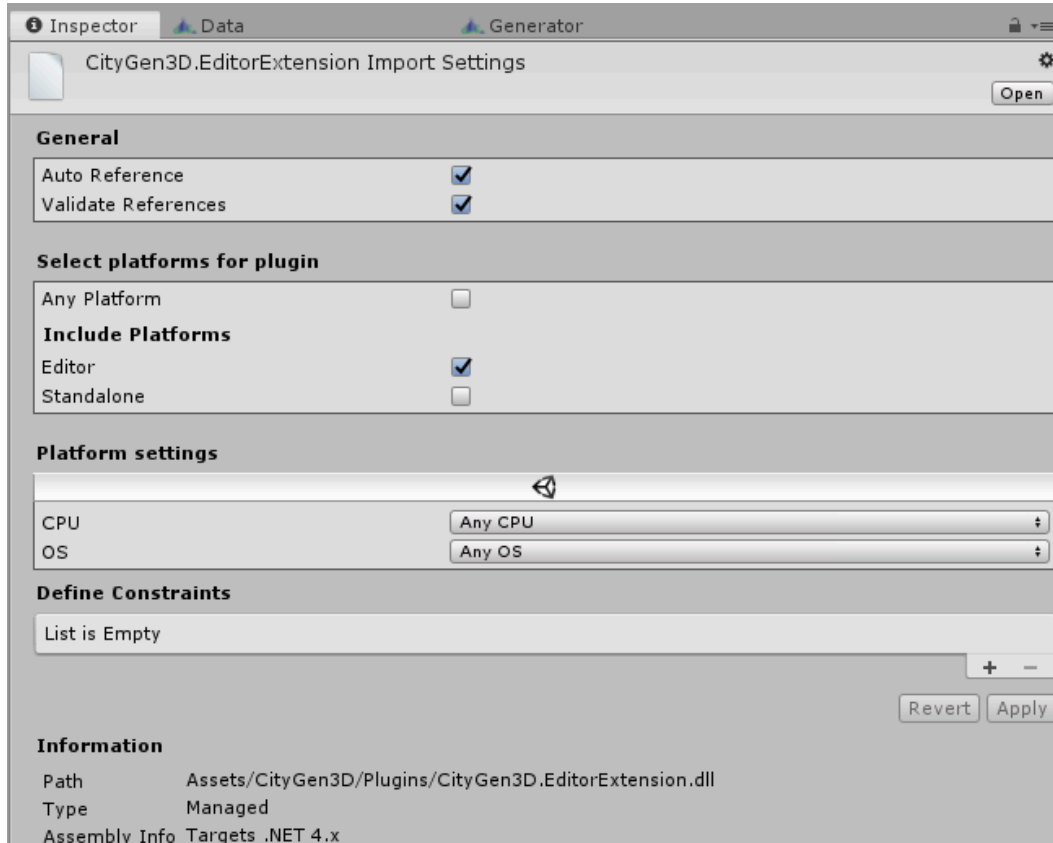 Inspector Data Generator
CityGen3D.EditorExtension Import Settings
Open
General
Auto Reference
Validate References
Select platforms for plugin
Any Platform
Include Platforms
Editor
Standalone
Platform settings
CPU Any CPU
OS Any OS
Define Constraints
List is Empty
Revert Apply
Information
Path Assets/CityGen3D/Plugins/CityGen3D.EditorExtension.dll
Type Managed
Assembly Info Targets .NET 4.x